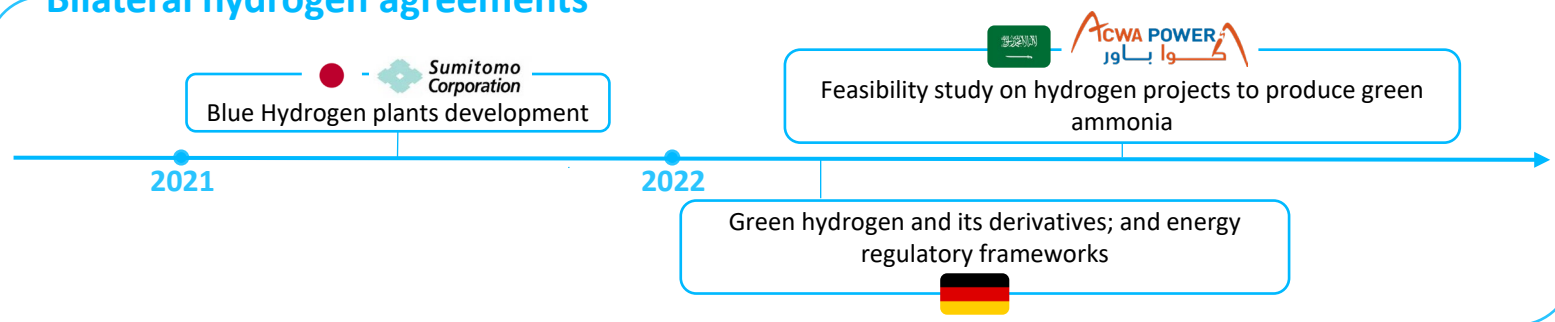 Bilateral hydrogen agreements
Sumitomo
Corporation
Blue Hydrogen plants development
ACWA POWER
أكوا باور
Feasibility study on hydrogen projects to produce green
ammonia
2021
2022
Green hydrogen and its derivatives; and energy
regulatory frameworks